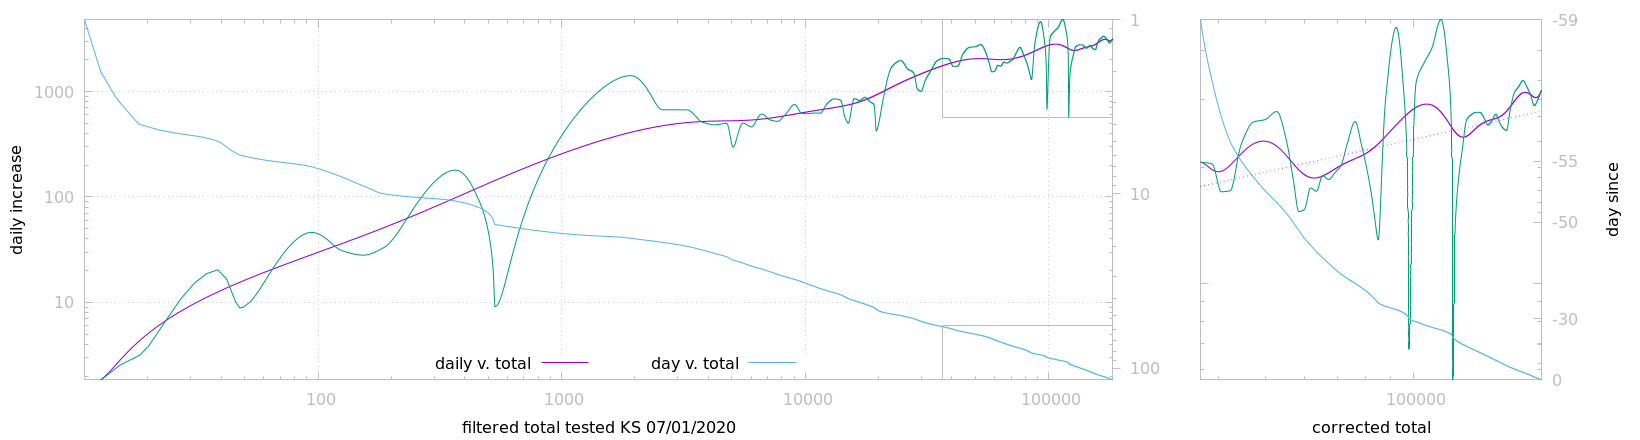 daily increase
1000
100
10
100
1000
10000
100000
filtered total tested KS 07/01/2020
daily v. total
day v. total
1
10
100
100000
corrected total
-59
-55
-50
-30
0
day since